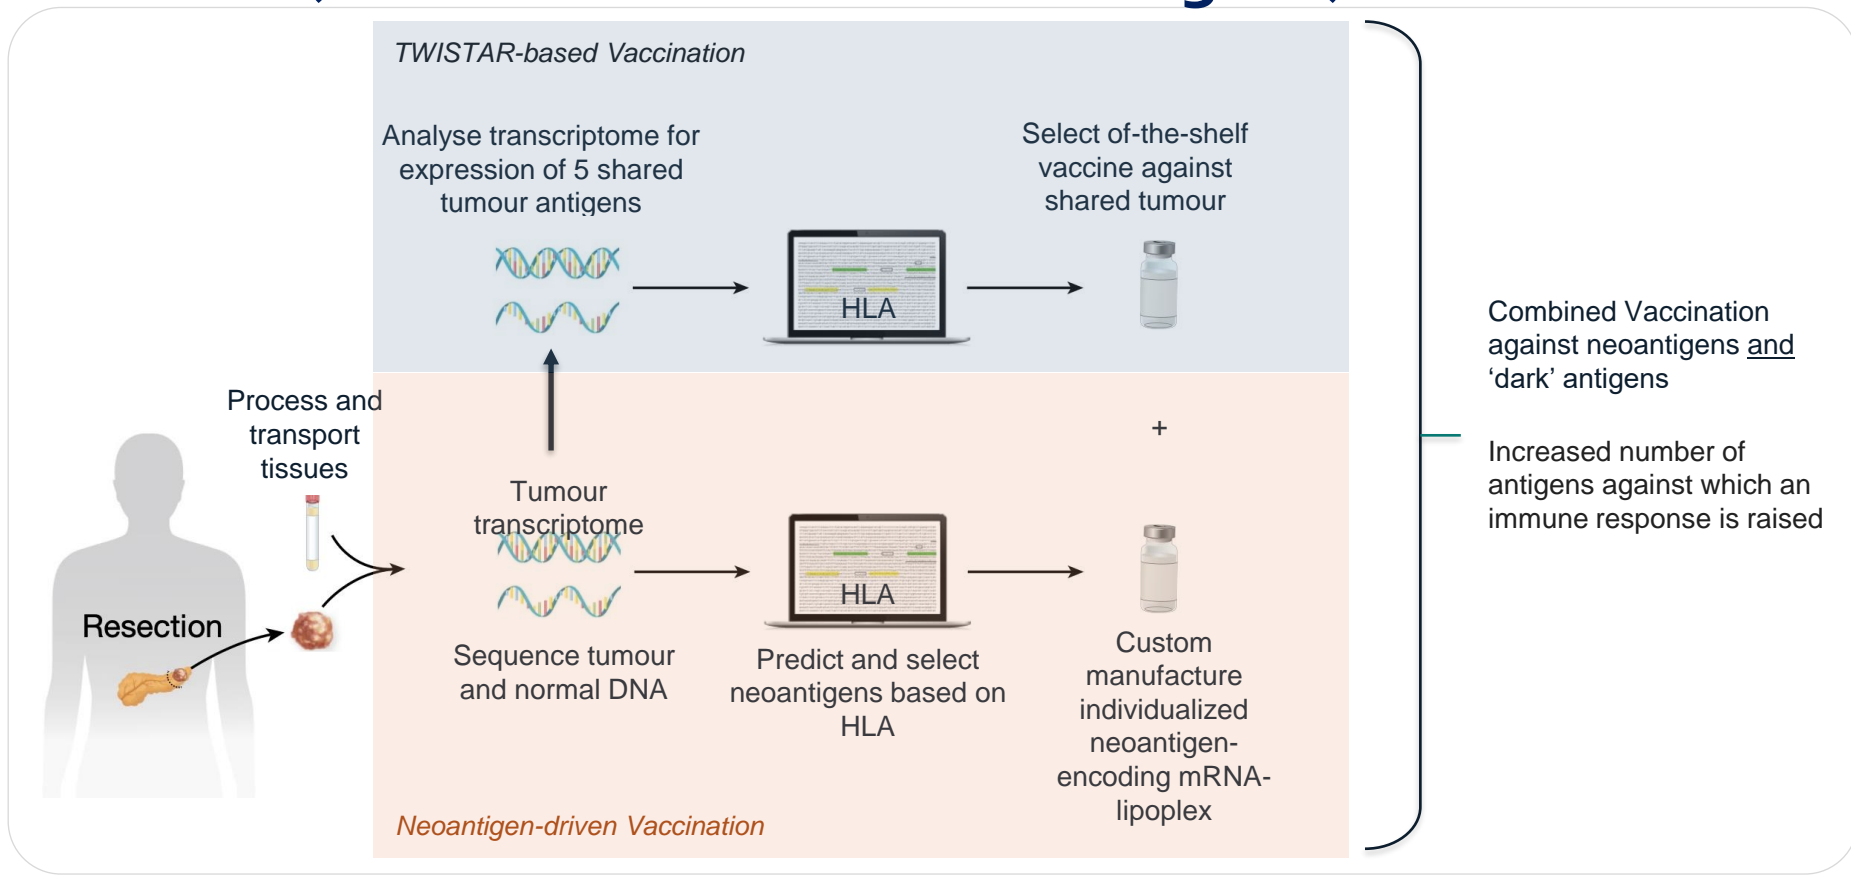 TWISTAR-based Vaccination
Analyse transcriptome for
expression of 5 shared
tumour antigens
Select of-the-shelf
vaccine against
shared tumour
HLA
Process and
transport
tissues
+
Tumour
transcriptome
HLA
Resection
Sequence tumour
and normal DNA
Predict and select
neoantigens based on
HLA
Custom
manufacture
individualized
neoantigen-
encoding mRNA-
lipoplex
Neoantigen-driven Vaccination
Combined Vaccination
against neoantigens and
‘dark’ antigens
Increased number of
antigens against which an
immune response is raised